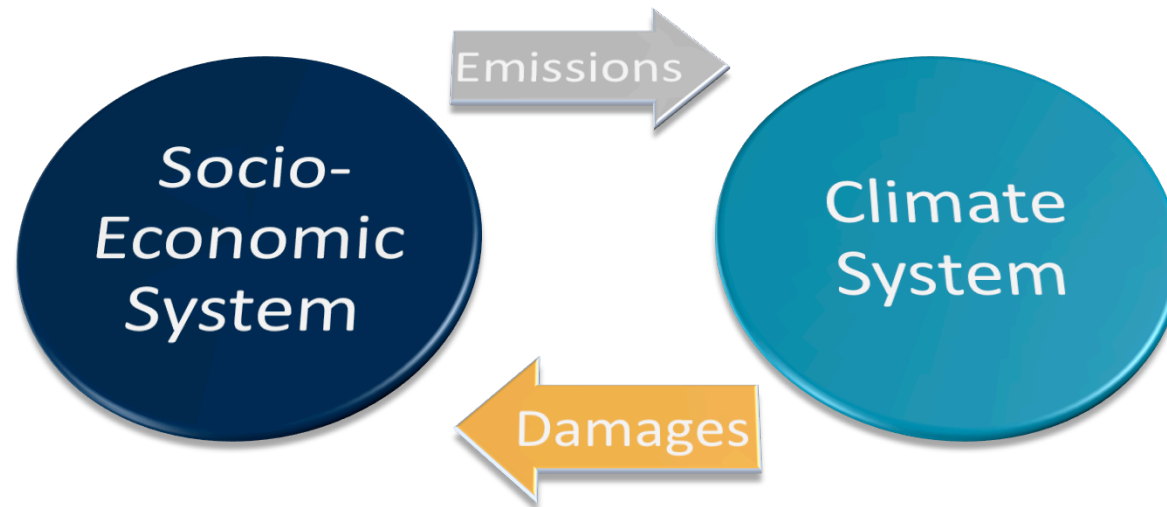 Emissions
Socio-
Economic
System
Climate
System
Damages